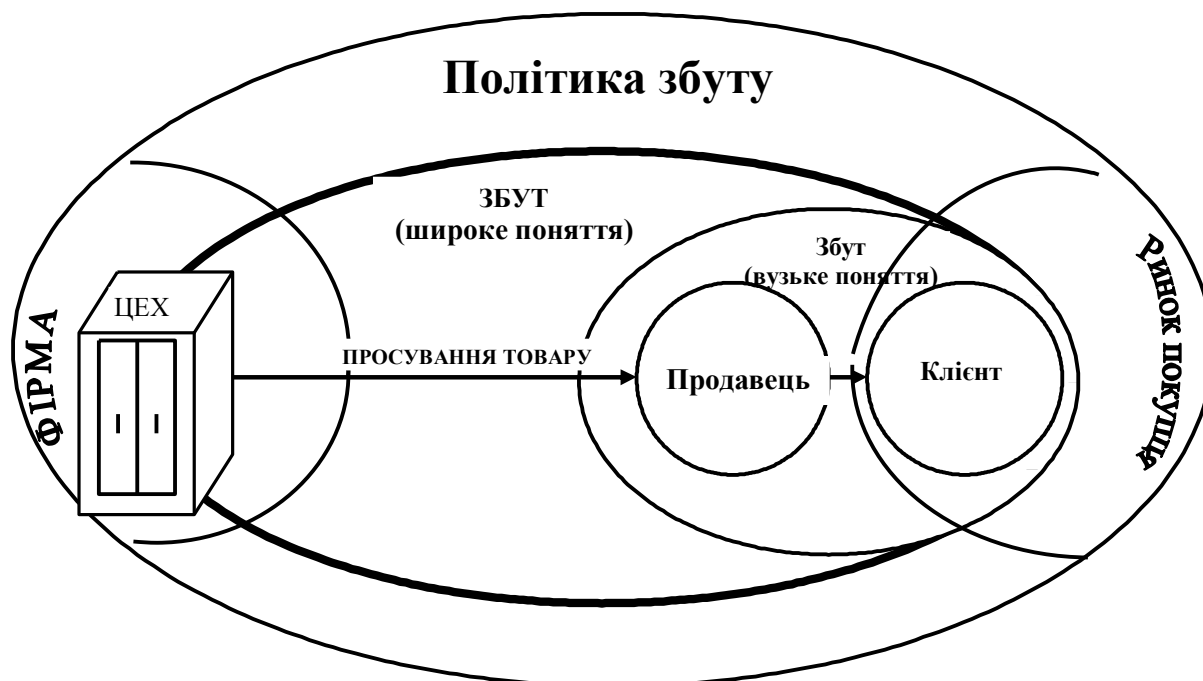 Політика збуту
ЗБУТ
(широке поняття)
Збут
(вузьке поняття)
ЦЕХ
ФІРМА
ПРОСУВАННЯ ТОВАРУ
Продавець
Клієнт
Ринок покупця